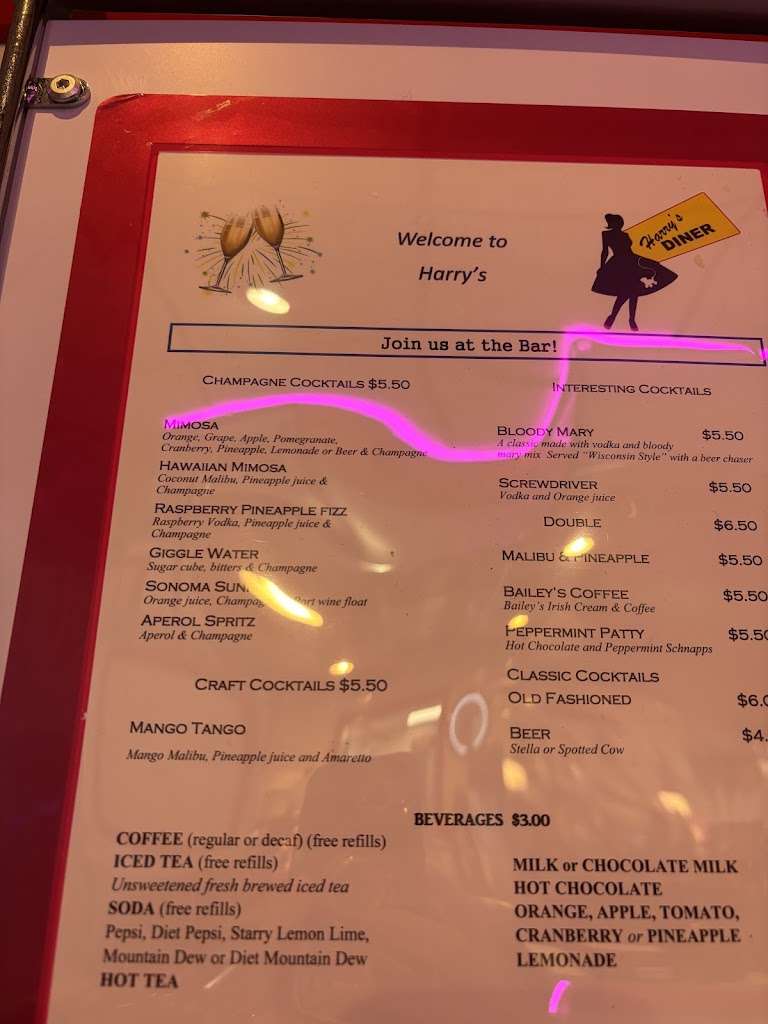 Welcome to
Harry's
Harry's
DINER
Join us at the Bar!
CHAMPAGNE COCKTAILS $5.50
MIMOSA
Orange, Grape, Apple, Pomegranate,
Cranberry, Pineapple, Lemonade or Beer & Champagne
HAWAIIAN MIMOSA
Coconut Malibu, Pineapple juice &
Champagne
RASPBERRY PINEAPPLE FIZZ
Raspberry Vodka, Pineapple juice &
Champagne
GIGGLE WATER
Sugar cube, bitters & Champagne
SONOMA
Orange juice, Port wine float
APEROL SPRITZ
Aperol & Champagne
CRAFT COCKTAILS $5.50
MANGO TANGO
Mango Malibu, Pineapple juice and Amaretto
INTERESTING COCKTAILS
BLOODY MARY $5.50
A classic made with vodka and bloody
mary mix Served "Wisconsin Style" with a beer chaser
SCREWDRIVER $5.50
Vodka and Orange juice
DOUBLE $6.50
MALIBU & PINEAPPLE $5.50
BAILEY'S COFFEE $5.50
Bailey's Irish Cream & Coffee
PEPPERMINT PATTY $5.50
Hot Chocolate and Peppermint Schnapps
CLASSIC COCKTAILS
OLD FASHIONED
BEER
Stella or Spotted Cow
BEVERAGES $3.00
COFFEE (regular or decaf) (free refills)
ICED TEA (free refills)
Unsweetened fresh brewed iced tea
SODA (free refills)
Pepsi, Diet Pepsi, Starry Lemon Lime,
Mountain Dew or Diet Mountain Dew
HOT TEA
MILK or CHOCOLATE MILK
HOT CHOCOLATE
ORANGE, APPLE, TOMATO,
CRANBERRY or PINEAPPLE
LEMONADE